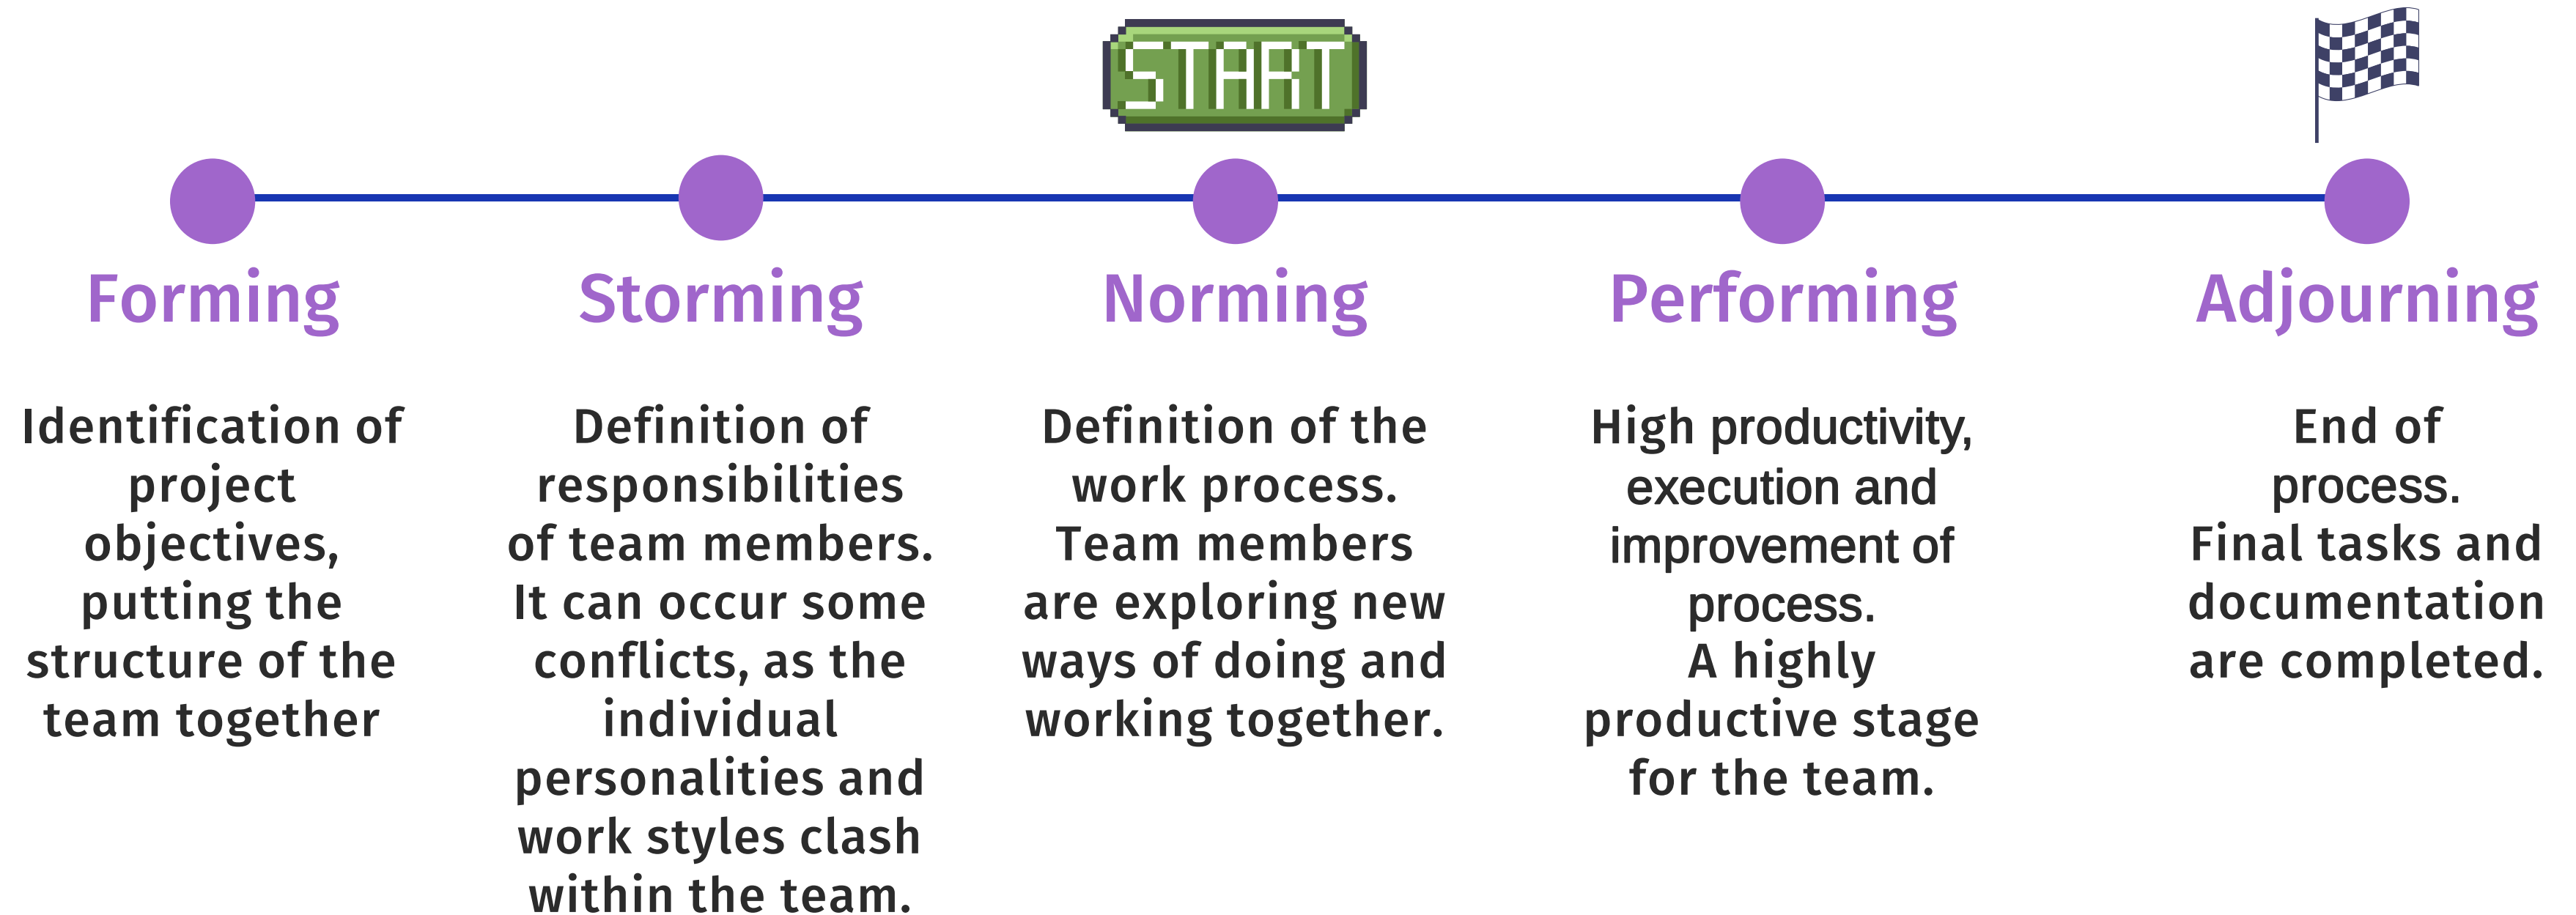 START
Forming
Identification of
project
objectives,
putting the
structure of the
team together
Storming
Definition of
responsibilities
of team members.
It can occur some
conflicts, as the
individual
personalities and
work styles clash
within the team.
Norming
Definition of the
work process.
Team members
are exploring new
ways of doing and
working together.
Performing
High productivity,
execution and
improvement of
process.
A highly
productive stage
for the team.
Adjourning
End of
process.
Final tasks and
documentation
are completed.